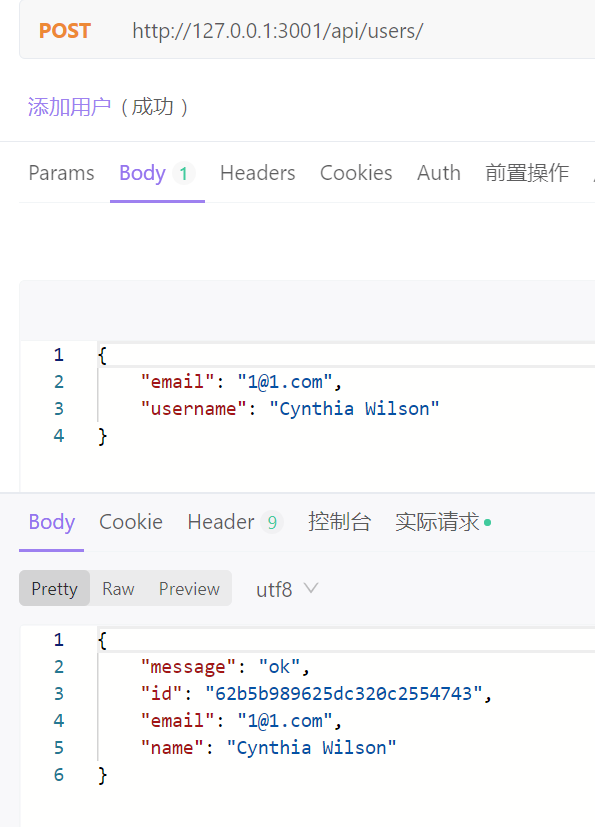 POST http://127.0.0.1:3001/api/users/
添加用户 ( 成功 )
Params Body 1 Headers Cookies Auth 前置操作
1 {
2 "email": "1@1.com",
3 "username": "Cynthia Wilson"
4 }
Body Cookie Header 9 控制台 实际请求
Pretty Raw Preview utf8
1 {
2 "message": "ok",
3 "id": "62b5b989625dc320c2554743",
4 "email": "1@1.com",
5 "name": "Cynthia Wilson"
6 }